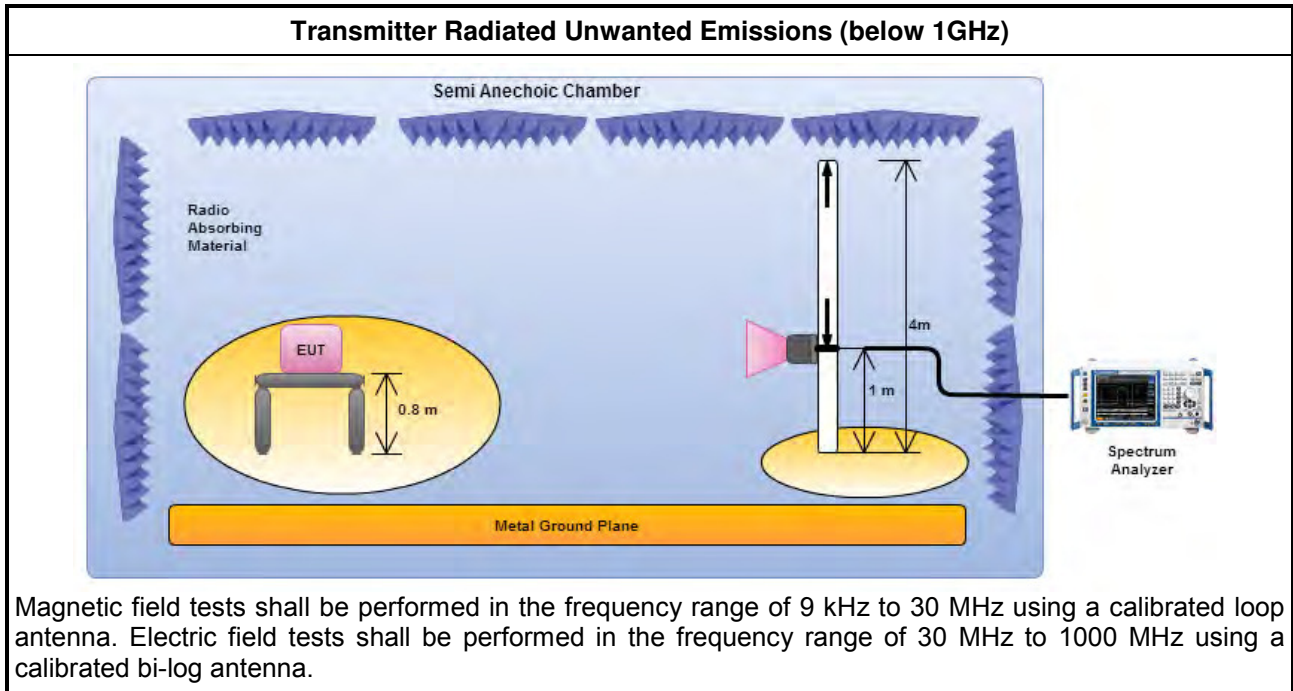 Transmitter Radiated Unwanted Emissions (below 1GHz)
Semi Anechoic Chamber
Radio
Absorbing
Material
EUT
0.8 m
4m
1 m
Spectrum
Analyzer
Metal Ground Plane
Magnetic field tests shall be performed in the frequency range of 9 kHz to 30 MHz using a calibrated loop
antenna. Electric field tests shall be performed in the frequency range of 30 MHz to 1000 MHz using a
calibrated bi-log antenna.